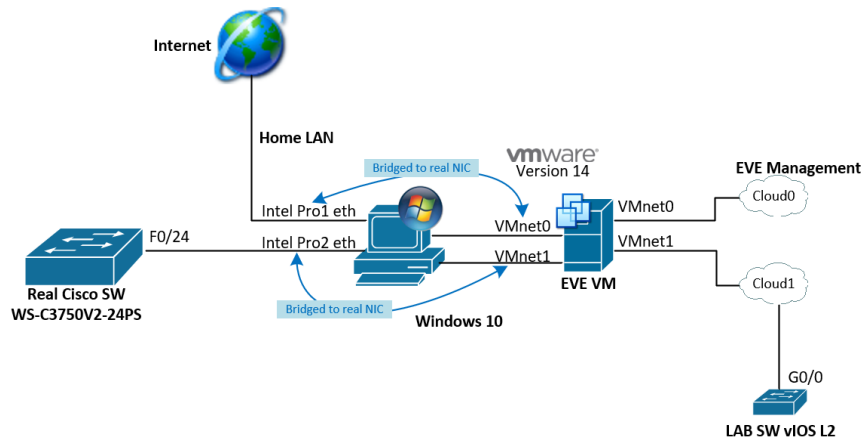 Internet
Home LAN
Bridged to real NIC
vmware®
Version 14
EVE Management
Cloud0
Intel Pro1 eth
VMnet0
VMnet0
F0/24
Intel Pro2 eth
VMnet1
VMnet1
EVE VM
Cloud1
Real Cisco SW
WS-C3750V2-24PS
Bridged to real NIC
Windows 10
G0/0
LAB SW vIOS L2